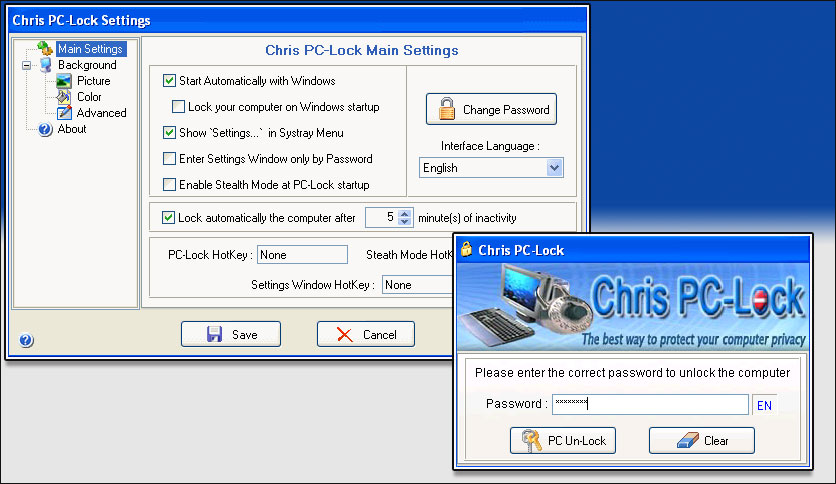 Chris PC-Lock Settings
Main Settings
Background
Picture
Color
Advanced
About
Chris PC-Lock Main Settings
Start Automatically with Windows
Lock your computer on Windows startup
Show `Settings...` in Systray Menu
Enter Settings Window only by Password
Enable Stealth Mode at PC-Lock startup
Change Password
Interface Language :
English
Lock automatically the computer after 5 minute(s) of inactivity
PC-Lock HotKey : None Steath Mode HotK
Settings Window HotKey : None
Save Cancel
Chris PC-Lock
Chris PC-Lock
The best way to protect your computer privacy
Please enter the correct password to unlock the computer
Password : ******** EN
PC Un-Lock Clear